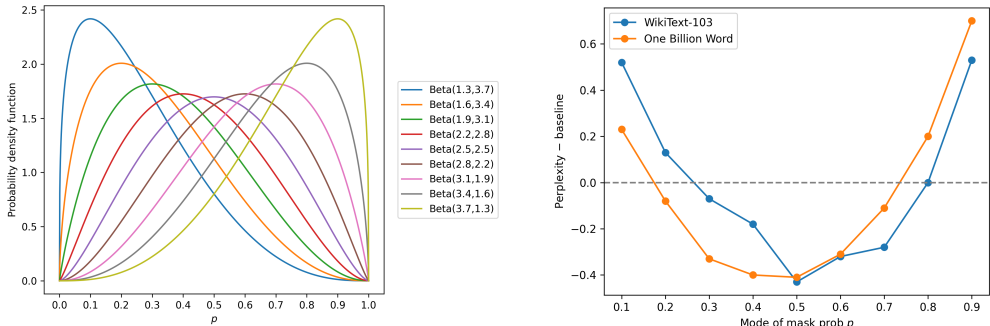 2.5
2.0
1.5
1.0
0.5
0.0
Probability density function
0.0 0.1 0.2 0.3 0.4 0.5 0.6 0.7 0.8 0.9 1.0
p
Beta(1.3,3.7)
Beta(1.6,3.4)
Beta(1.9,3.1)
Beta(2.2,2.8)
Beta(2.5,2.5)
Beta(2.8,2.2)
Beta(3.1,1.9)
Beta(3.4,1.6)
Beta(3.7,1.3)
WikiText-103
One Billion Word
0.6
0.4
0.2
0.0
−0.2
−0.4
Perplexity − baseline
0.1 0.2 0.3 0.4 0.5 0.6 0.7 0.8 0.9
Mode of mask prob p